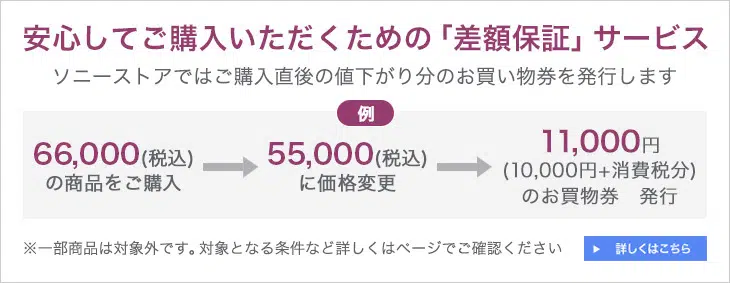 安心してご購入いただくための「差額保証」サービス
ソニーストアではご購入直後の値下がり分のお買い物券を発行します
例
66,000(税込)
の商品をご購入
55,000(税込)
に価格変更
11,000円
(10,000円+消費税分)
のお買物券　発行
※一部商品は対象外です。対象となる条件など詳しくはページでご確認ください
詳しくはこちら